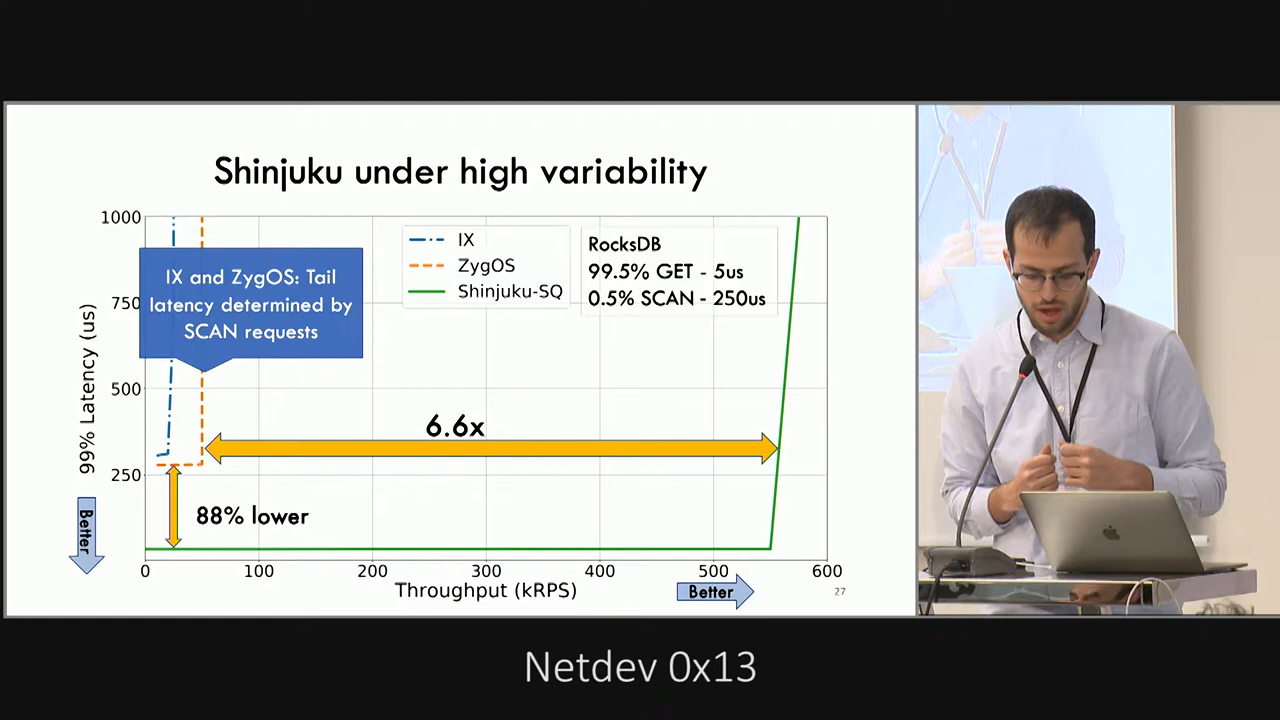 Shinjuku under high variability
1000
750
500
250
99% Latency (us)
Better
IX and ZygOS: Tail
latency determined by
SCAN requests
IX
ZygOS
Shinjuku-SQ
RocksDB
99.5% GET - 5us
0.5% SCAN - 250us
6.6x
88% lower
0 100 200 300 400 500 600
Throughput (kRPS)
Better
27
Netdev 0x13